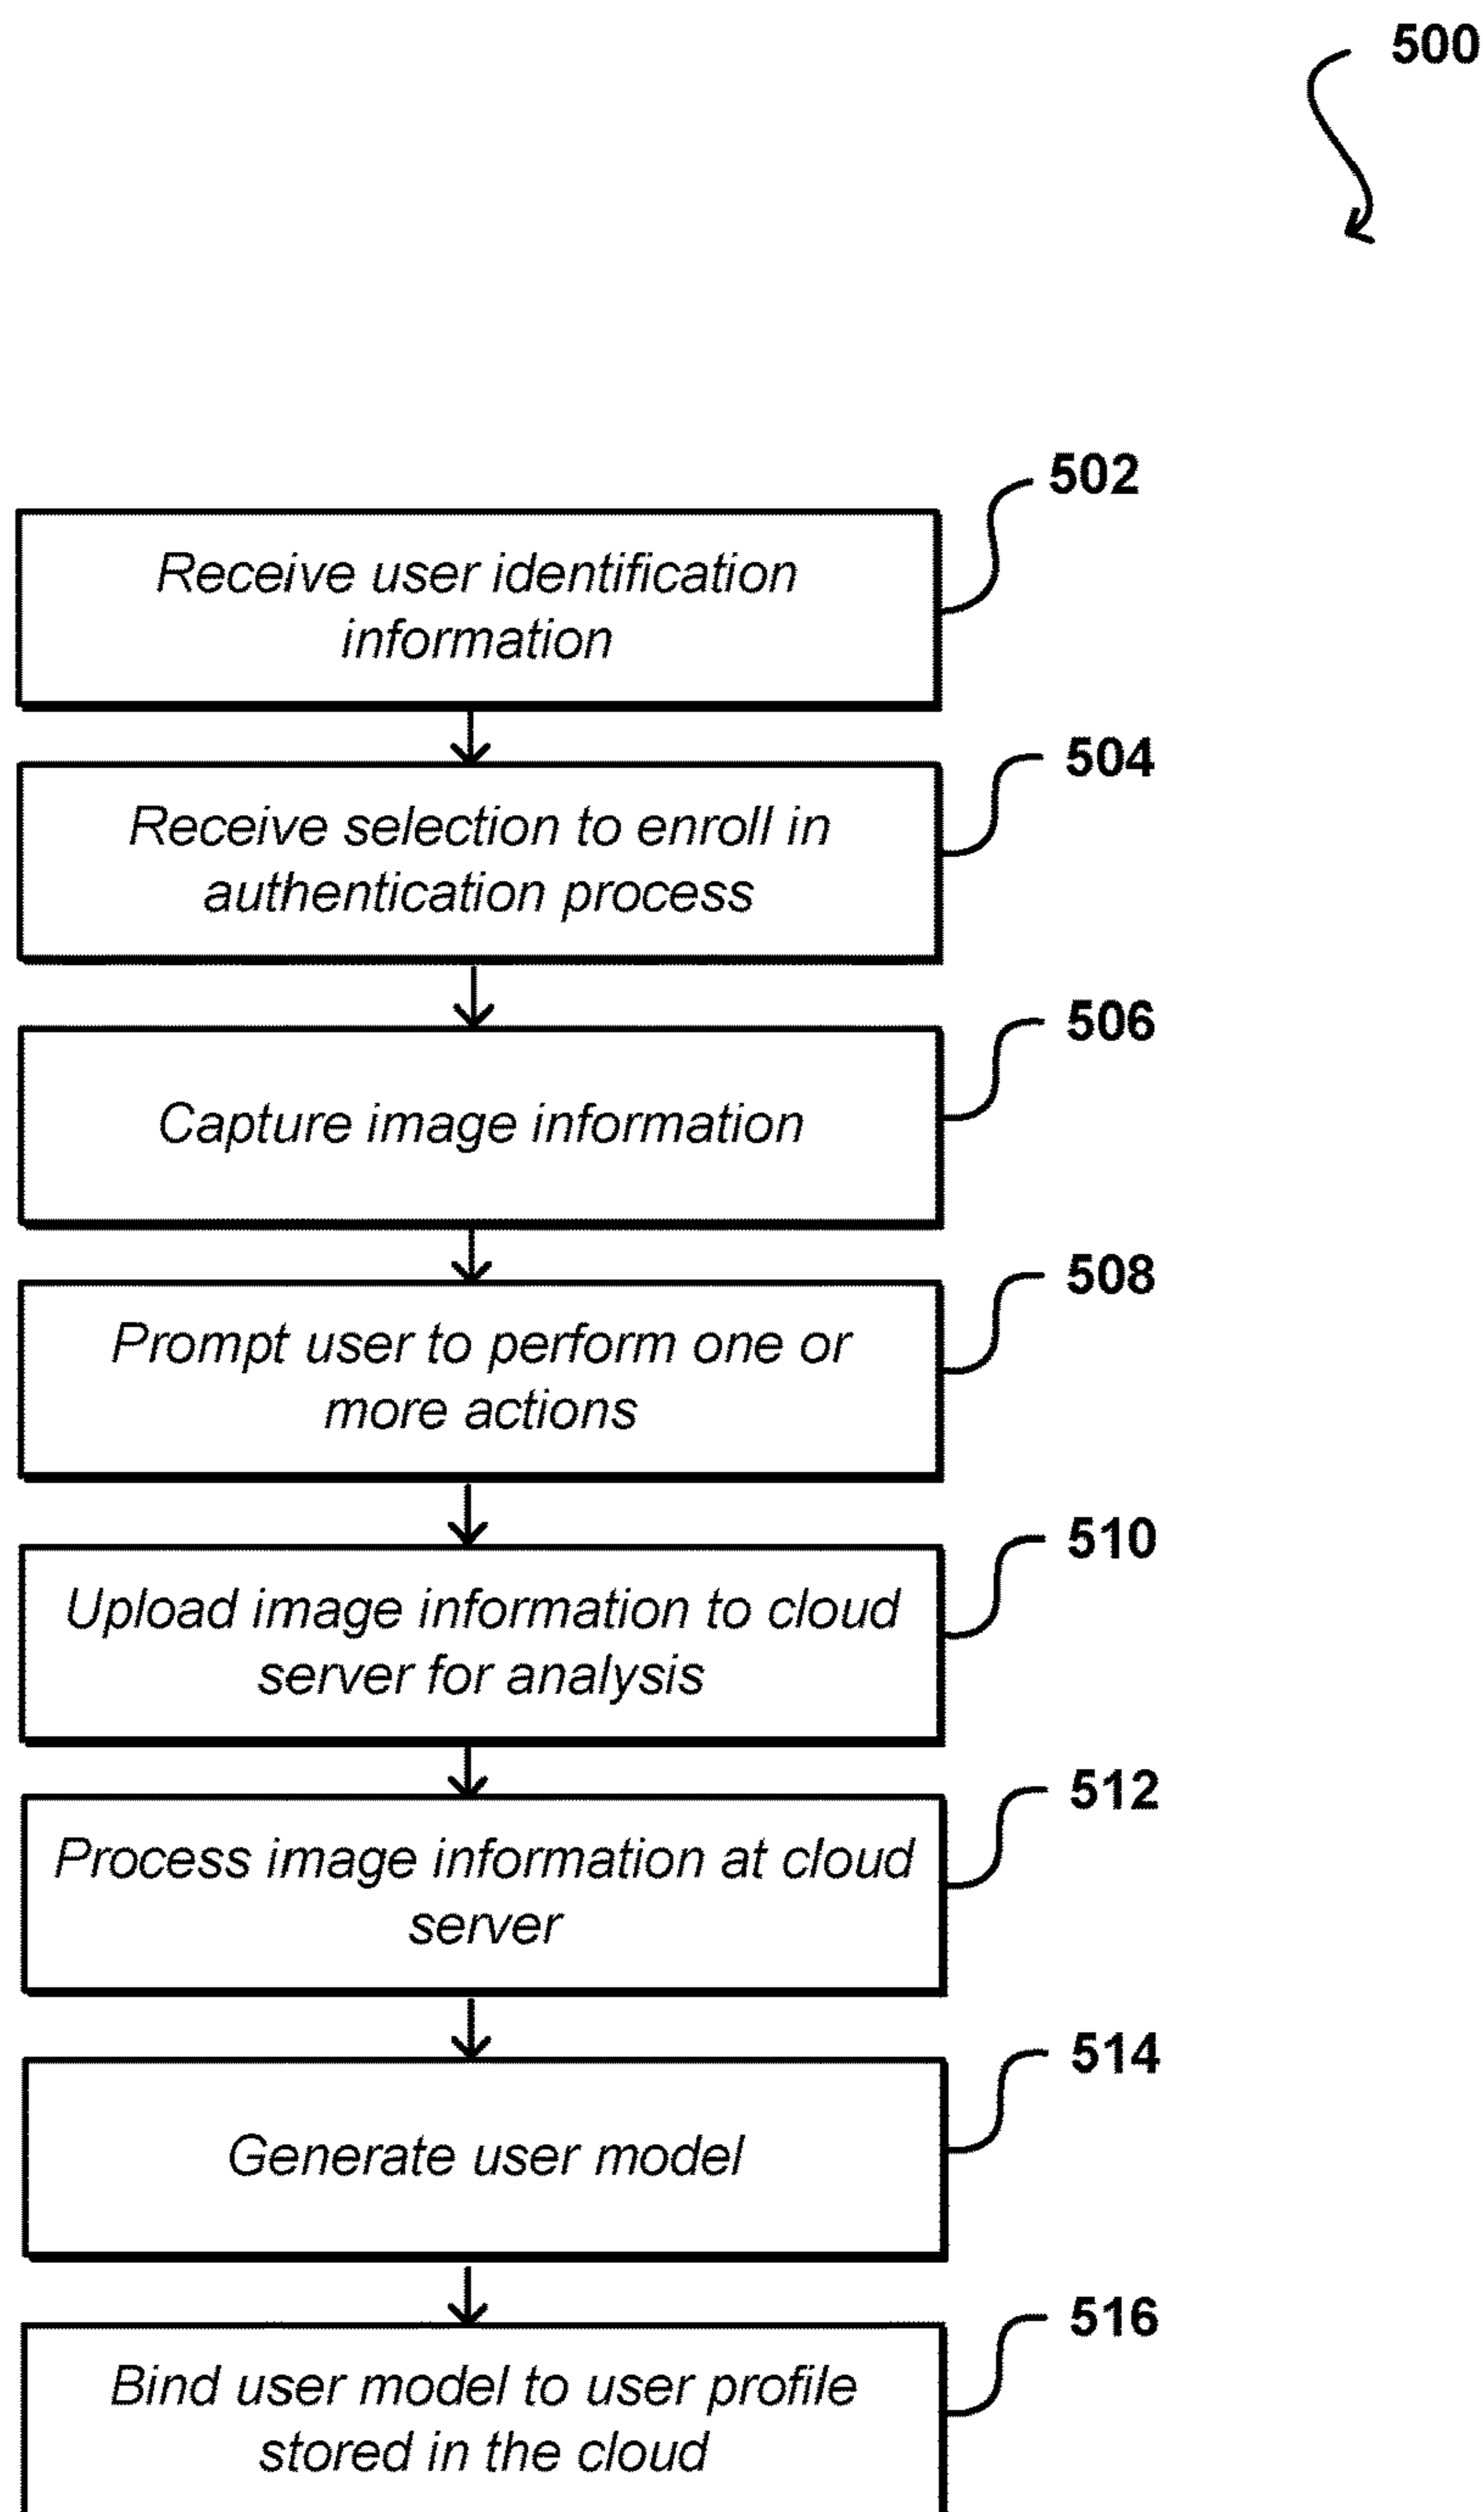 500
502
Receive user identification
information
504
Receive selection to enroll in
authentication process
506
Capture image information
508
Prompt user to perform one or
more actions
510
Upload image information to cloud
server for analysis
512
Process image information at cloud
server
514
Generate user model
516
Bind user model to user profile
stored in the cloud